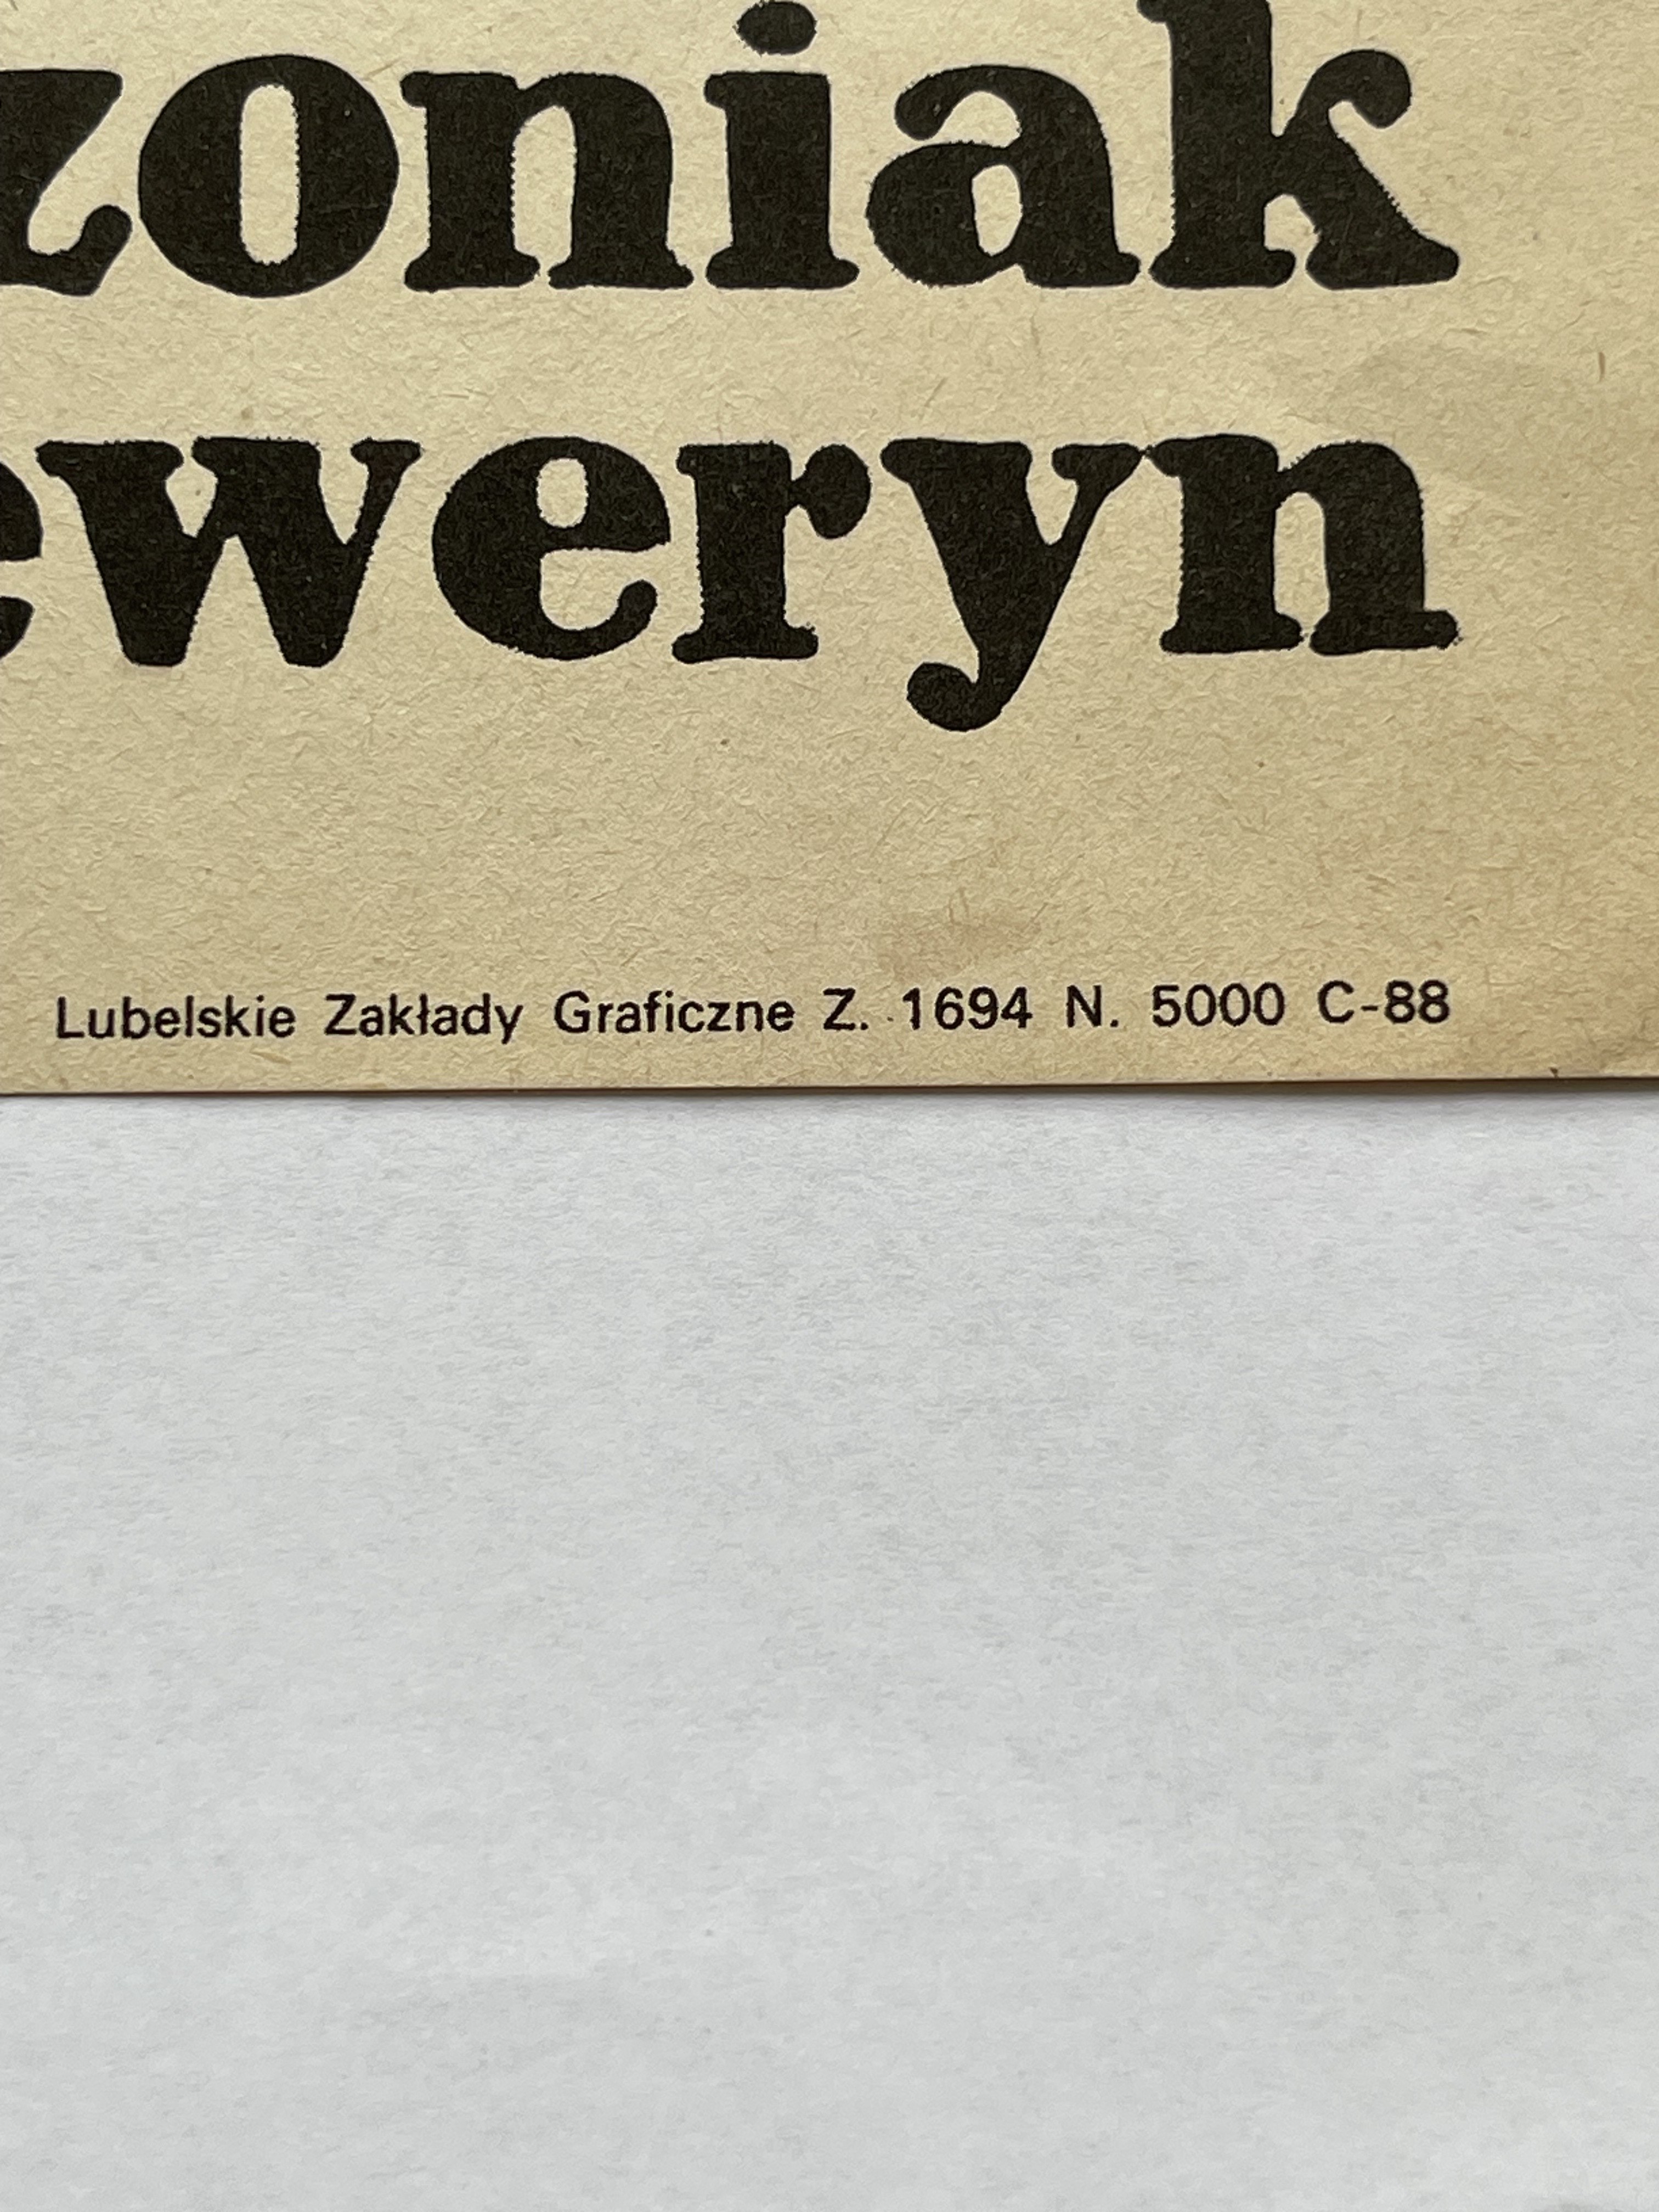 zoniak
eweryn
Lubelskie Zakłady Graficzne Z. 1694 N. 5000 C-88